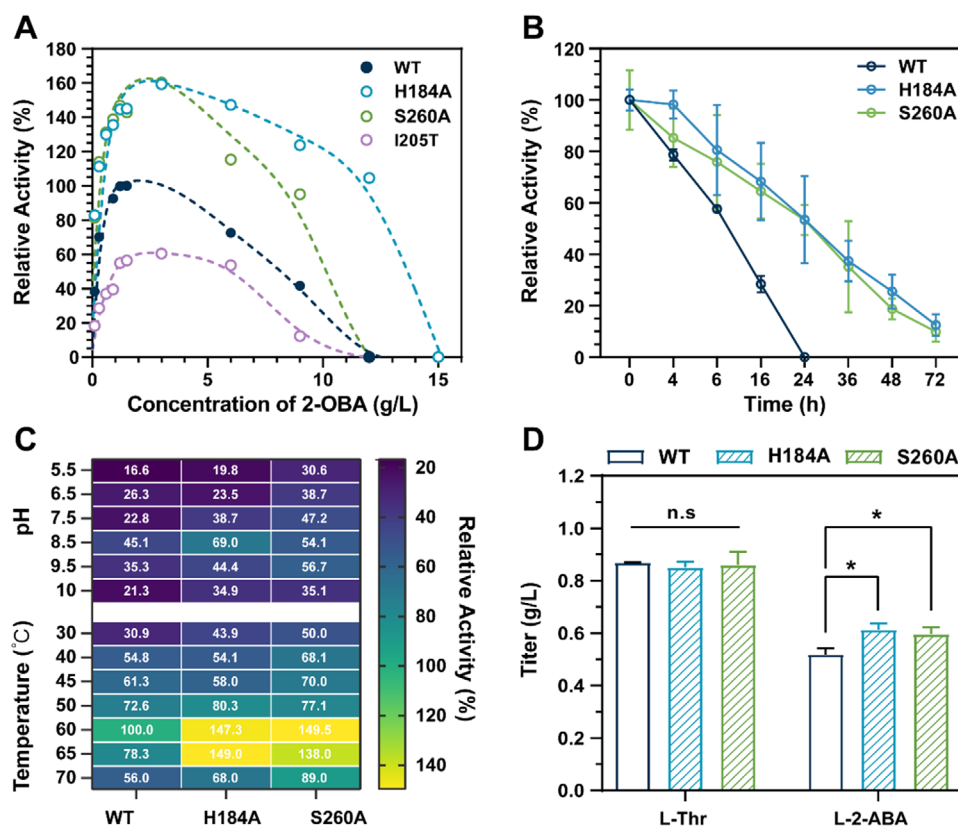 A
180
160
140
120
100
80
60
40
20
0
0 5 10 15
Relative Activity (%)
Concentration of 2-OBA (g/L)
WT
H184A
S260A
I205T
B
120
100
80
60
40
20
0
0 4 6 16 24 36 48 72
Relative Activity (%)
Time (h)
WT
H184A
S260A
C
pH
5.5 16.6 19.8 30.6
6.5 26.3 23.5 38.7
7.5 22.8 38.7 47.2
8.5 45.1 69.0 54.1
9.5 35.3 44.4 56.7
10 21.3 34.9 35.1
Temperature (℃)
30 30.9 43.9 50.0
40 54.8 54.1 68.1
45 61.3 58.0 70.0
50 72.6 80.3 77.1
60 100.0 147.3 149.5
65 78.3 149.0 138.0
70 56.0 68.0 89.0
WT H184A S260A
20
40
60
80
100
120
140
Relative Activity (%)
D
WT H184A S260A
1.2
1.0
0.8
0.6
0.4
0.2
0.0
Titer (g/L)
n.s
*
*
L-Thr L-2-ABA